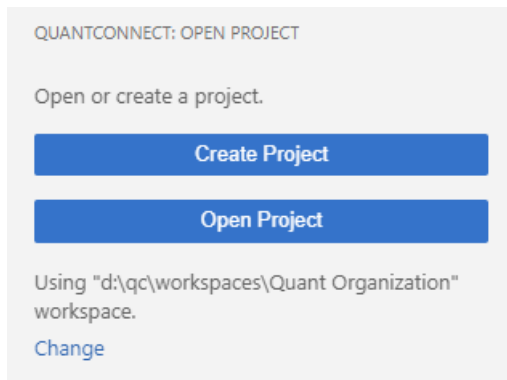 QUANTCONNECT: OPEN PROJECT
Open or create a project.
Create Project
Open Project
Using "d:\qc\workspaces\Quant Organization"
workspace.
Change